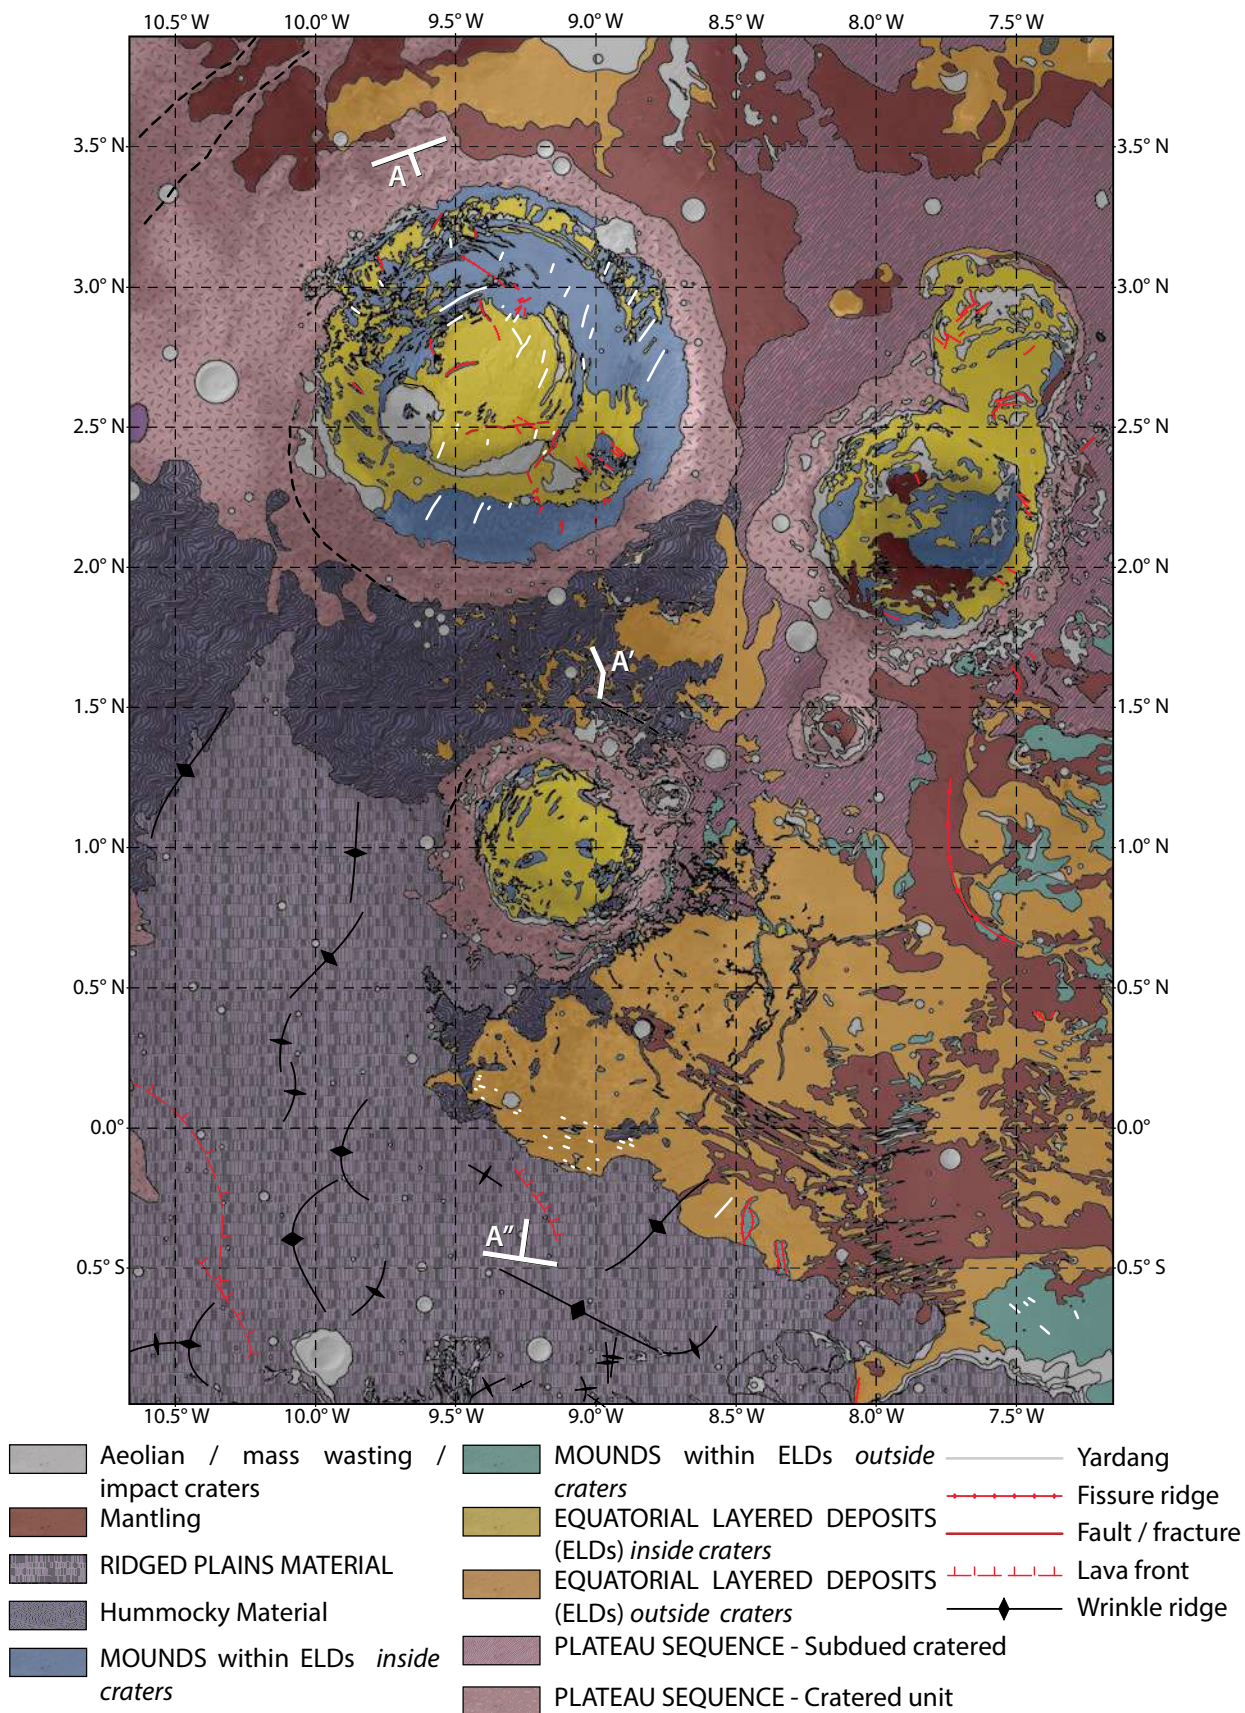 10.5° W 10.0° W 9.5° W 9.0° W 8.5° W 8.0° W 7.5° W
3.5° N 3.5° N
A
3.0° N 3.0° N
2.5° N 2.5° N
2.0° N 2.0° N
A'
1.5° N 1.5° N
1.0° N 1.0° N
0.5° N 0.5° N
0.0° 0.0°
A"
0.5° S 0.5° S
10.5° W 10.0° W 9.5° W 9.0° W 8.5° W 8.0° W 7.5° W
Aeolian / mass wasting /
impact craters
Mantling
RIDGED PLAINS MATERIAL
Hummocky Material
MOUNDS within ELDs inside
craters
MOUNDS within ELDs outside
craters
EQUATORIAL LAYERED DEPOSITS
(ELDs) inside craters
EQUATORIAL LAYERED DEPOSITS
(ELDs) outside craters
PLATEAU SEQUENCE - Subdued cratered
PLATEAU SEQUENCE - Cratered unit
Yardang
Fissure ridge
Fault / fracture
Lava front
Wrinkle ridge